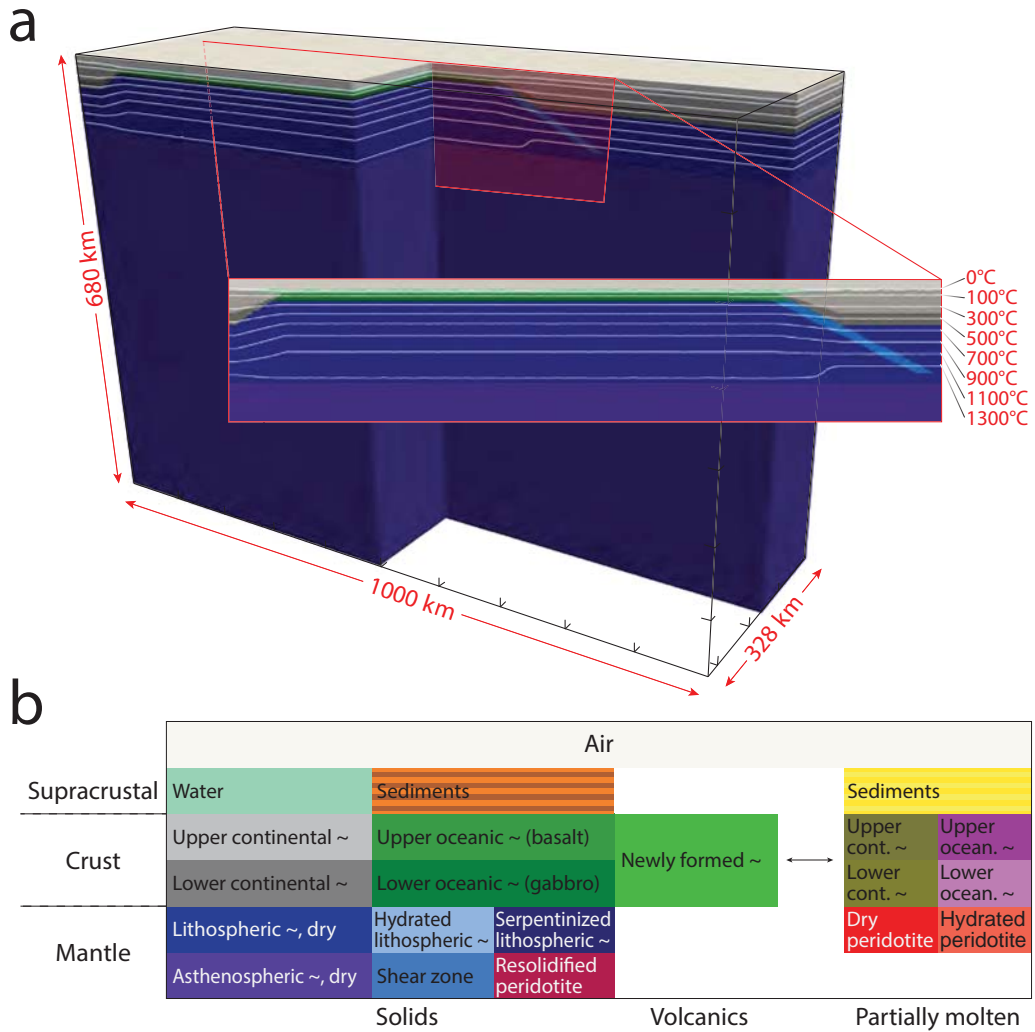 a
680 km
1000 km
328 km
0°C
100°C
300°C
500°C
700°C
900°C
1100°C
1300°C
b
Air
Supracrustal
Water
Sediments
Sediments
Crust
Upper continental ~
Upper oceanic ~ (basalt)
Newly formed ~
Upper
cont. ~
Upper
ocean. ~
Lower continental ~
Lower oceanic ~ (gabbro)
Lower
cont. ~
Lower
ocean. ~
Mantle
Lithospheric ~, dry
Hydrated
lithospheric ~
Serpentinized
lithospheric ~
Dry
peridotite
Hydrated
peridotite
Asthenospheric ~, dry
Shear zone
Resolidified
peridotite
Solids
Volcanics
Partially molten